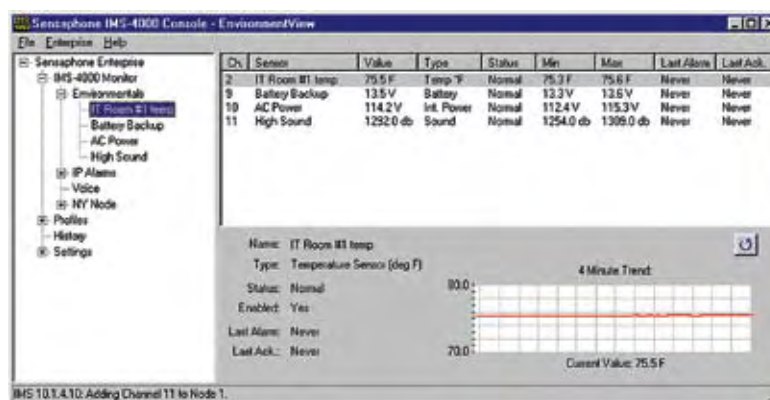 Sensaphone IMS-4000 Console - EnvironmentView
File Enterprise Help
Sensaphone Enterprise
IMS-4000 Monitor
Environmentals
IT Room #1 temp
Battery Backup
AC Power
High Sound
IP Alarms
Voice
NY Node
Profiles
History
Settings
Ch. Sensor Value Type Status Min Max Last Alarm Last Ack.
2 IT Room #1 temp 75.5 F Temp °F Normal 75.3 F 75.6 F Never Never
9 Battery Backup 13.5 V Battery Normal 13.3 V 13.6 V Never Never
10 AC Power 114.2 V Int. Power Normal 112.4 V 115.3 V Never Never
11 High Sound 1292.0 db Sound Normal 1254.0 db 1309.0 db Never Never
Name: IT Room #1 temp
Type: Temperature Sensor (deg F)
Status: Normal
Enabled: Yes
Last Alarm: Never
Last Ack.: Never
4 Minute Trend:
80.0
70.0
Current Value: 75.5 F
IMS 10.1.4.10: Adding Channel 11 to Node 1.